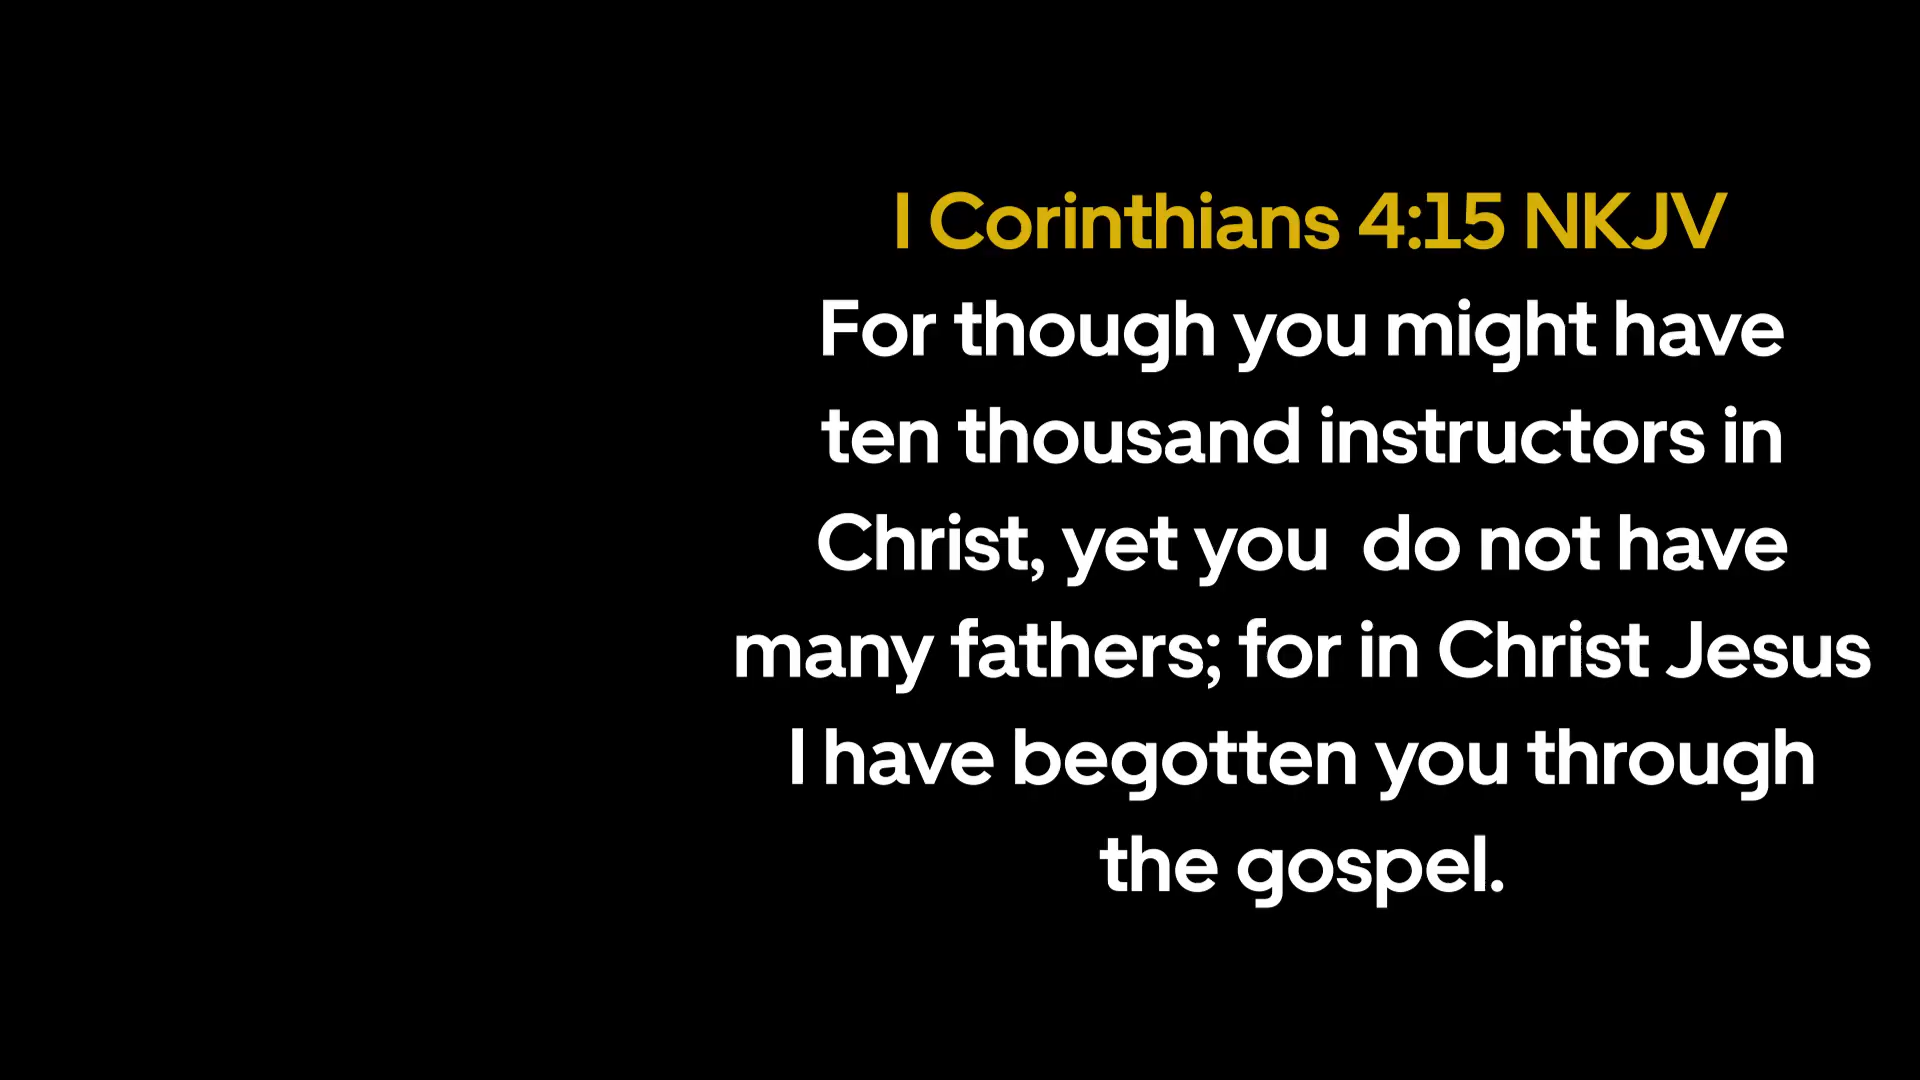 I Corinthians 4:15 NKJV
For though you might have
ten thousand instructors in
Christ, yet you  do not have
many fathers; for in Christ Jesus
I have begotten you through
the gospel.